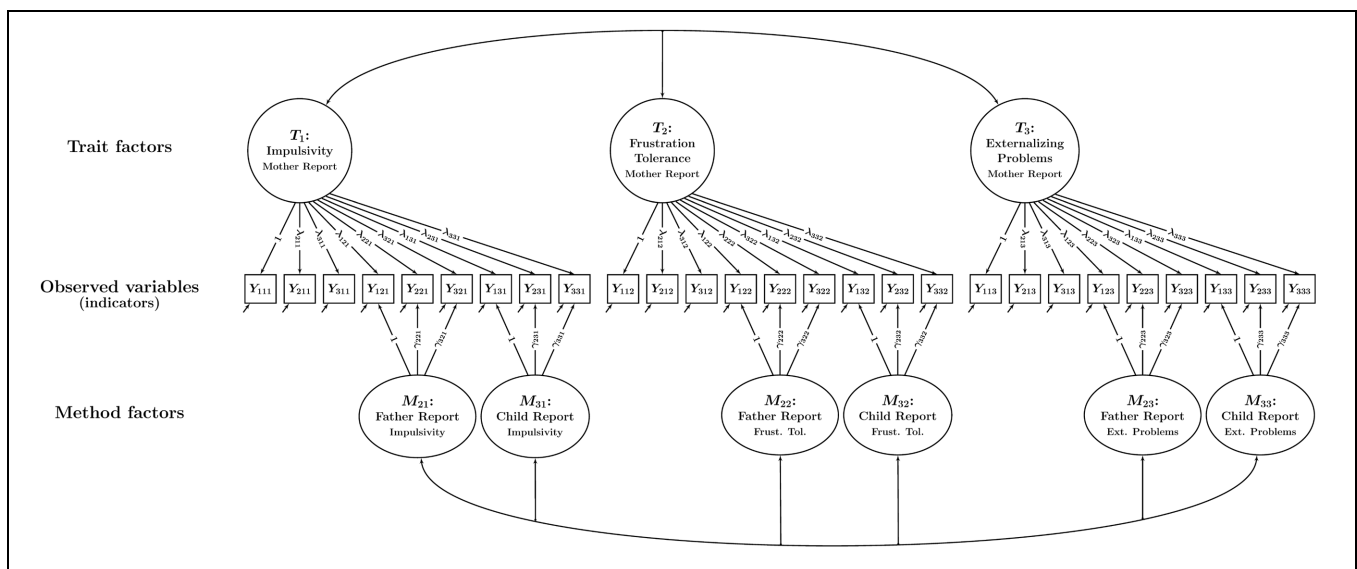 Trait factors
T₁:
Impulsivity
Mother Report
T₂:
Frustration
Tolerance
Mother Report
T₃:
Externalizing
Problems
Mother Report
1 λ₂₁₁ λ₃₁₁ λ₁₂₁ λ₂₂₁ λ₃₂₁ λ₁₃₁ λ₂₃₁ λ₃₃₁
1 λ₂₁₂ λ₃₁₂ λ₁₂₂ λ₂₂₂ λ₃₂₂ λ₁₃₂ λ₂₃₂ λ₃₃₂
1 λ₂₁₃ λ₃₁₃ λ₁₂₃ λ₂₂₃ λ₃₂₃ λ₁₃₃ λ₂₃₃ λ₃₃₃
Observed variables
(indicators)
Y₁₁₁ Y₂₁₁ Y₃₁₁ Y₁₂₁ Y₂₂₁ Y₃₂₁ Y₁₃₁ Y₂₃₁ Y₃₃₁
Y₁₁₂ Y₂₁₂ Y₃₁₂ Y₁₂₂ Y₂₂₂ Y₃₂₂ Y₁₃₂ Y₂₃₂ Y₃₃₂
Y₁₁₃ Y₂₁₃ Y₃₁₃ Y₁₂₃ Y₂₂₃ Y₃₂₃ Y₁₃₃ Y₂₃₃ Y₃₃₃
1 γ₂₂₁ γ₃₂₁ 1 γ₂₃₁ γ₃₃₁
1 γ₂₂₂ γ₃₂₂ 1 γ₂₃₂ γ₃₃₂
1 γ₂₂₃ γ₃₂₃ 1 γ₂₃₃ γ₃₃₃
Method factors
M₂₁:
Father Report
Impulsivity
M₃₁:
Child Report
Impulsivity
M₂₂:
Father Report
Frust. Tol.
M₃₂:
Child Report
Frust. Tol.
M₂₃:
Father Report
Ext. Problems
M₃₃:
Child Report
Ext. Problems